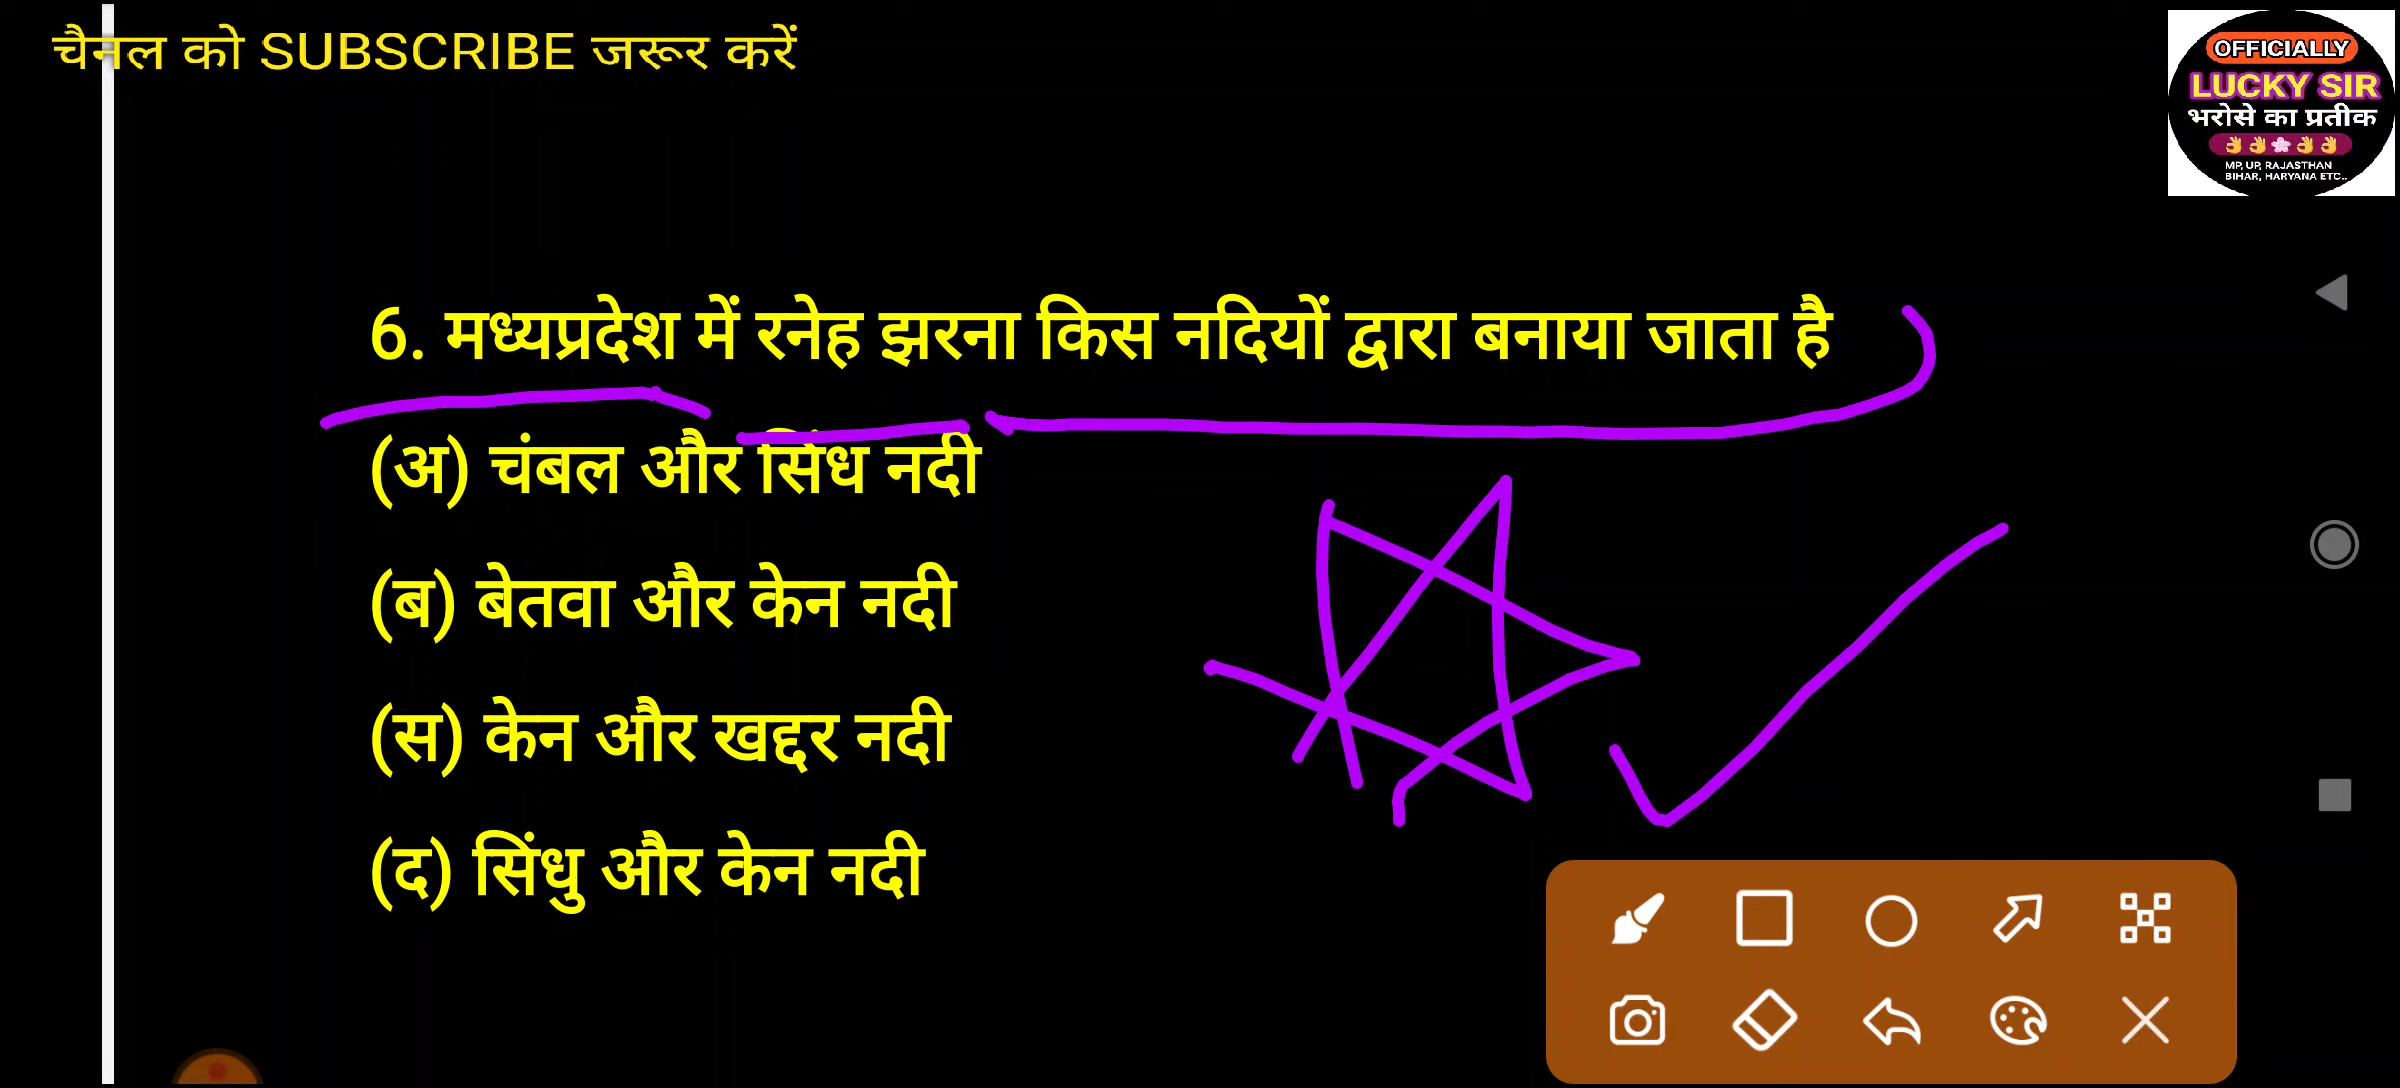 चैनल को SUBSCRIBE जरूर करें
OFFICIALLY
LUCKY SIR
भरोसे का प्रतीक
MP, UP, RAJASTHAN
BIHAR, HARYANA ETC..
6. मध्यप्रदेश में रनेह झरना किस नदियों द्वारा बनाया जाता है
(अ) चंबल और सिंध नदी
(ब) बेतवा और केन नदी
(स) केन और खद्दर नदी
(द) सिंधु और केन नदी